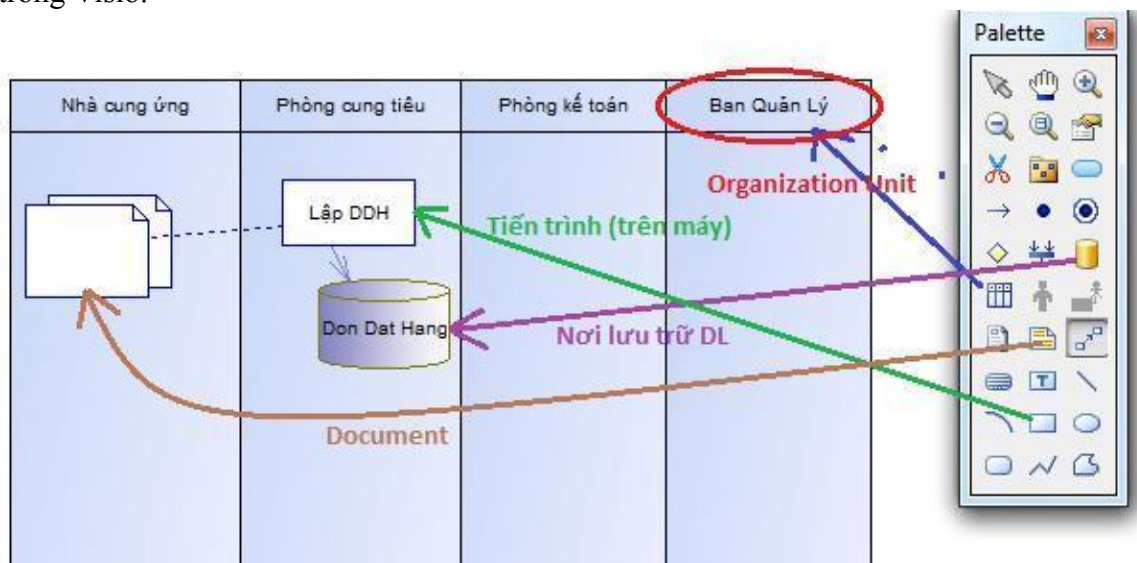 trong Visio.
Palette
Nhà cung ứng
Phòng cung tiêu
Phòng kế toán
Ban Quản Lý
Organization Unit
Lập DDH
Tiến trình (trên máy)
Don Dat Hang
Nơi lưu trữ DL
Document
T